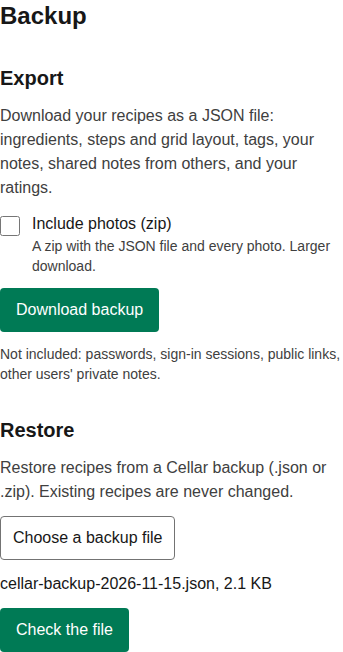 Backup
Export
Download your recipes as a JSON file:
ingredients, steps and grid layout, tags, your
notes, shared notes from others, and your
ratings.
Include photos (zip)
A zip with the JSON file and every photo. Larger
download.
Download backup
Not included: passwords, sign-in sessions, public links,
other users' private notes.
Restore
Restore recipes from a Cellar backup (.json or
.zip). Existing recipes are never changed.
Choose a backup file
cellar-backup-2026-11-15.json, 2.1 KB
Check the file